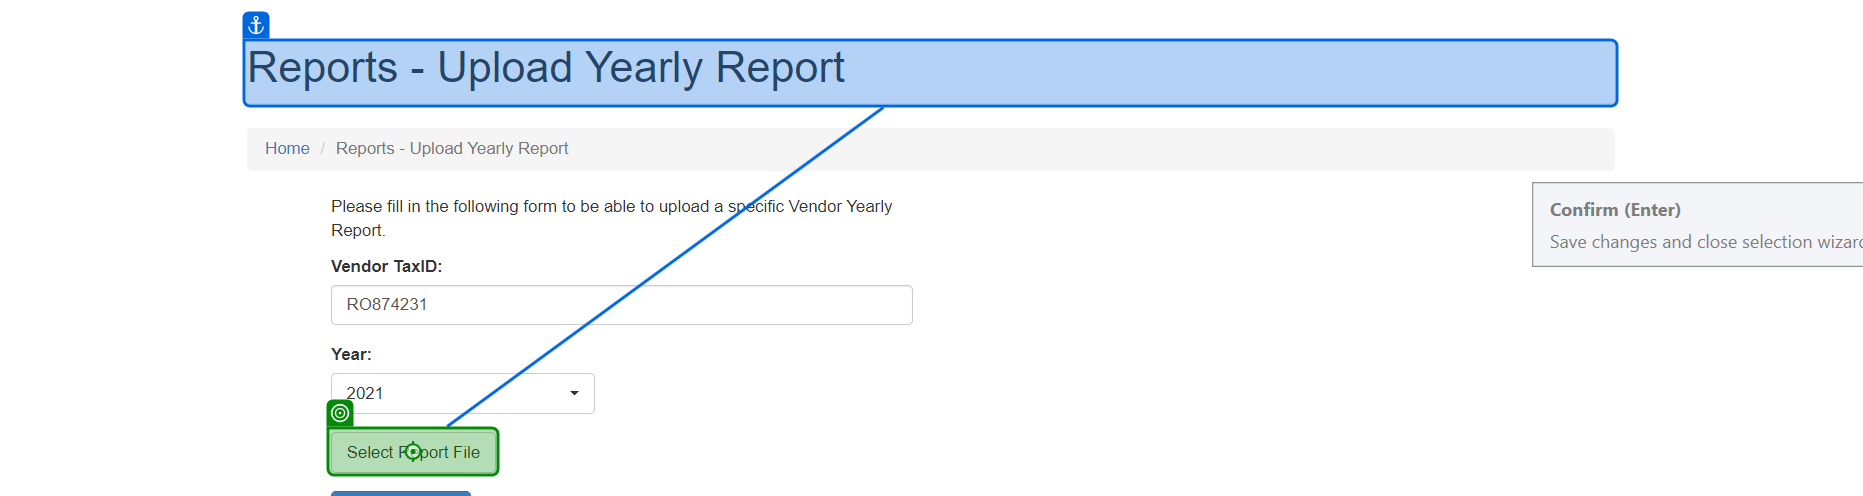 Reports - Upload Yearly Report
Home / Reports - Upload Yearly Report
Please fill in the following form to be able to upload a specific Vendor Yearly
Report.
Confirm (Enter)
Save changes and close selection wizard
Vendor TaxID:
RO874231
Year:
2021
Select Report File